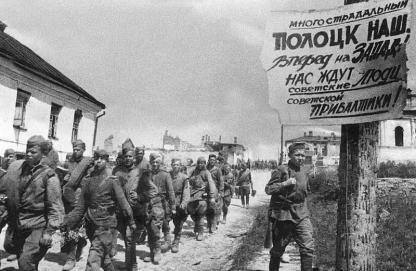 МНОГОСТРАДАЛЬНЫЙ
ПОЛОЦК НАШ.
Вперед на ЗАПАД!
НАС ЖДУТ ЛЮДИ
советские
СОВЕТСКОЙ
ПРИБАЛТИКИ!